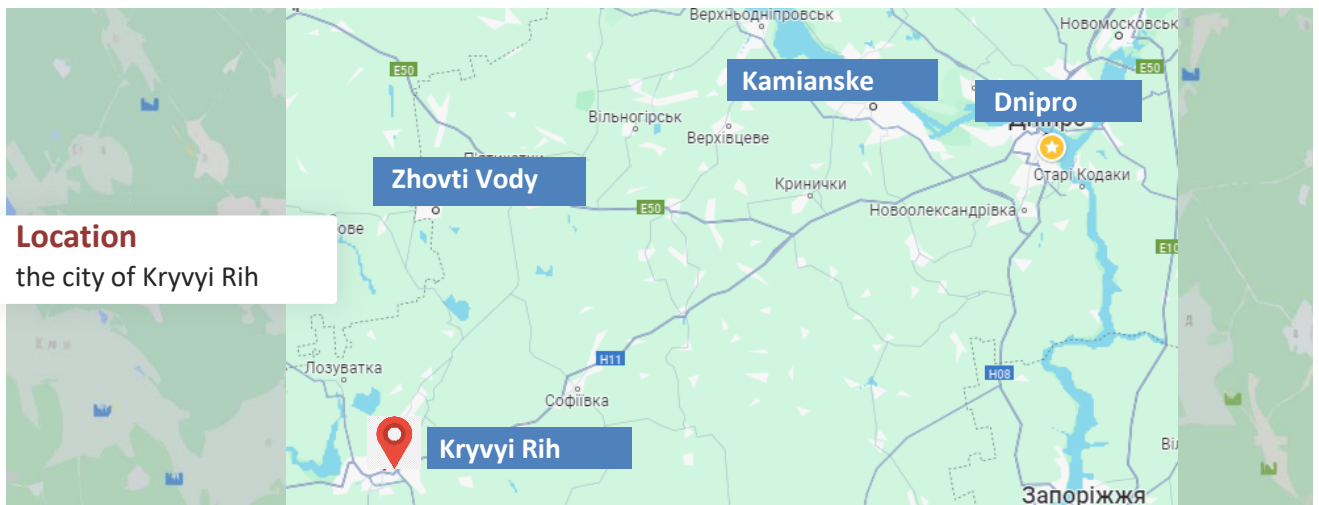 Верхньодніпровськ
Новомосковськ
E50
E50
Kamianske
Dnipro
Вільногірськ
Верхівцеве
Zhovti Vody
Кринички
Старі Кодаки
E50
Новоолександрівка
Location
the city of Kryvyi Rih
Лозуватка
H11
H08
Софіївка
Kryvyi Rih
Запоріжжя